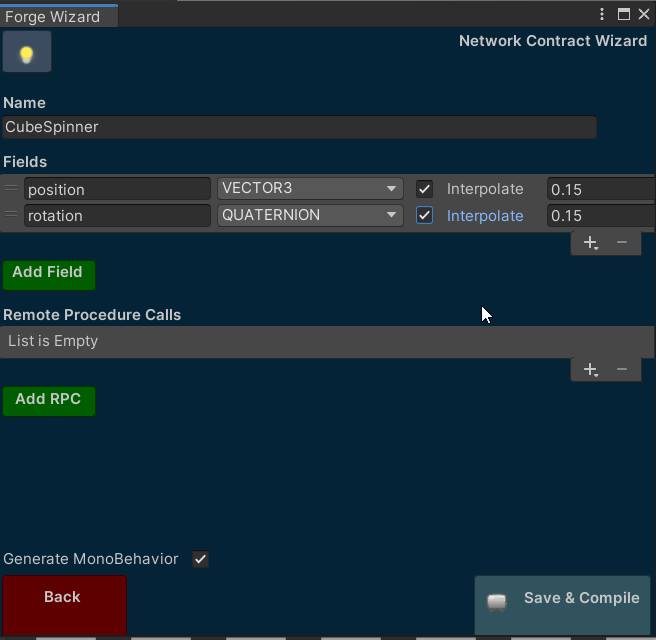 Forge Wizard
Network Contract Wizard
Name
CubeSpinner
Fields
position VECTOR3 Interpolate 0.15
rotation QUATERNION Interpolate 0.15
Add Field
Remote Procedure Calls
List is Empty
Add RPC
Generate MonoBehavior
Back Save & Compile